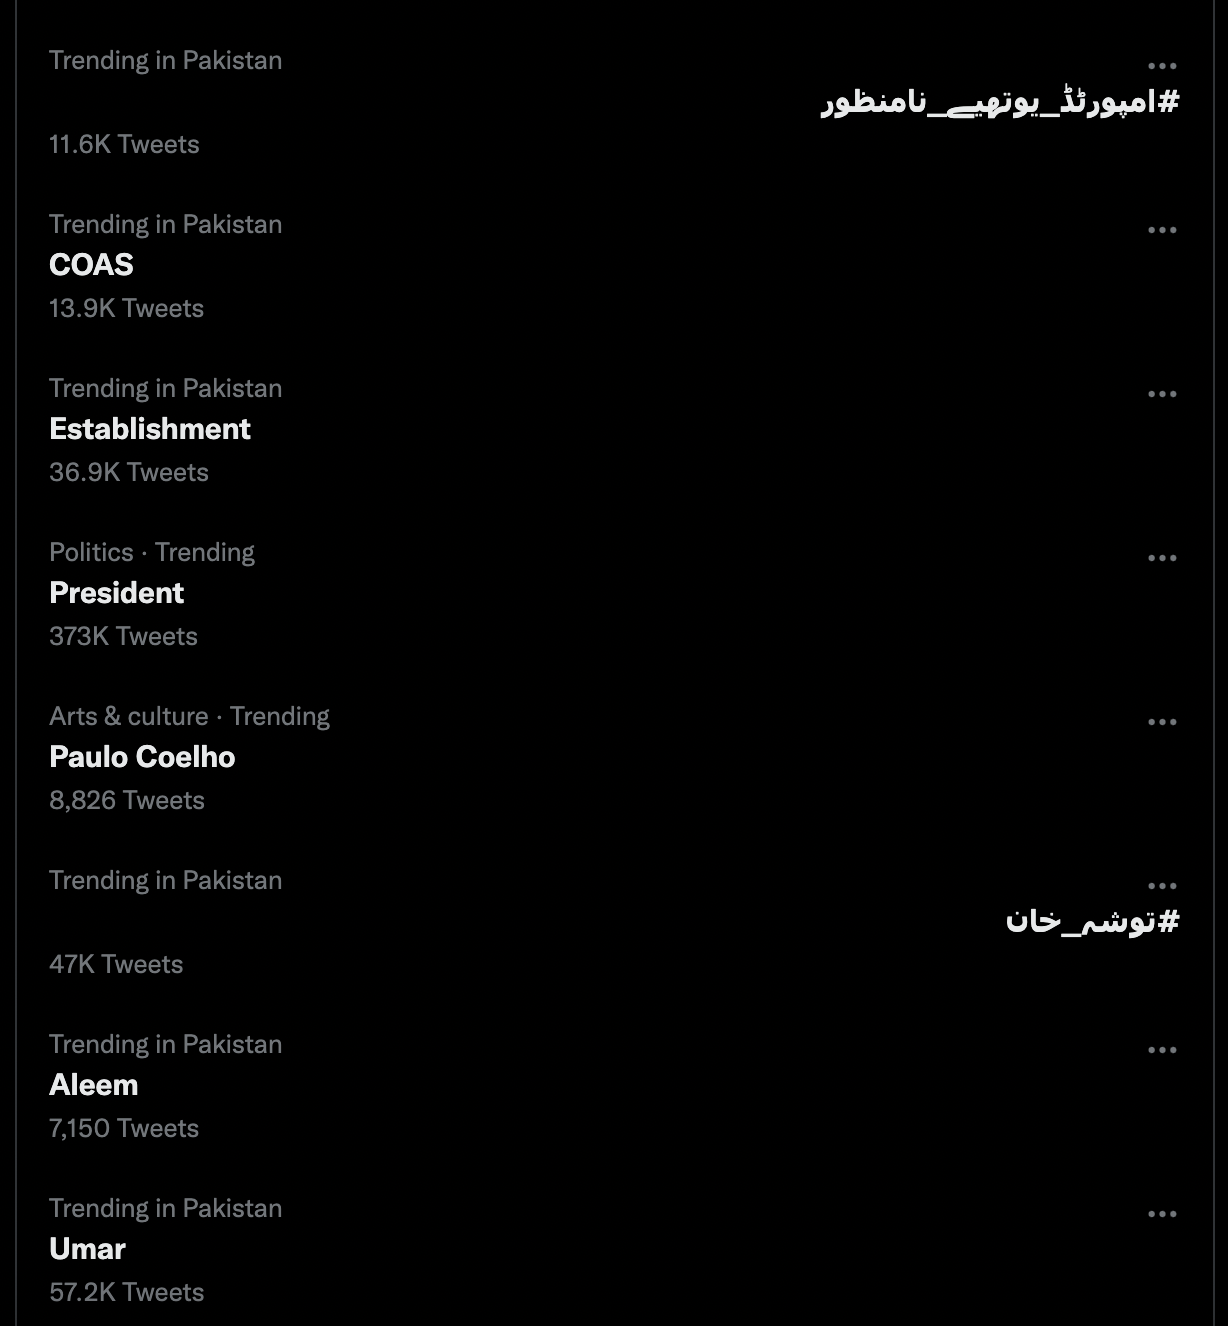 Trending in Pakistan
#امپورٹڈ_یوتھیے_نامنظور
11.6K Tweets
Trending in Pakistan
COAS
13.9K Tweets
Trending in Pakistan
Establishment
36.9K Tweets
Politics · Trending
President
373K Tweets
Arts & culture · Trending
Paulo Coelho
8,826 Tweets
Trending in Pakistan
#توشہ_خان
47K Tweets
Trending in Pakistan
Aleem
7,150 Tweets
Trending in Pakistan
Umar
57.2K Tweets